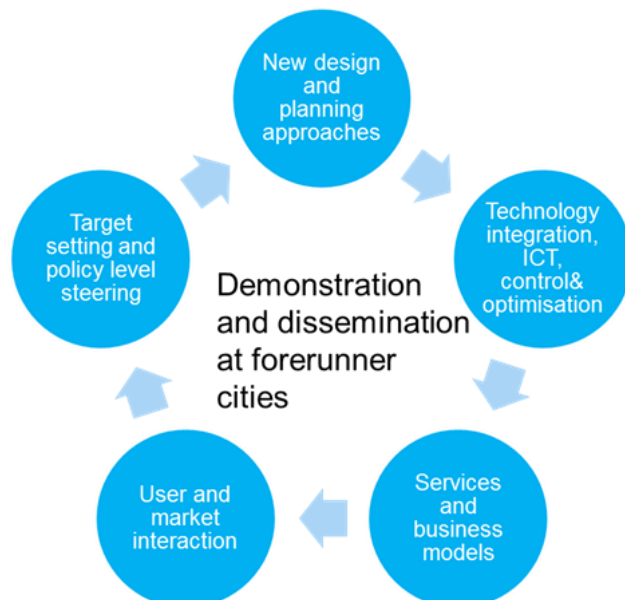 New design
and
planning
approaches
Technology
integration,
ICT,
control&
optimisation
Services
and
business
models
User and
market
interaction
Target
setting and
policy level
steering
Demonstration
and dissemination
at forerunner
cities